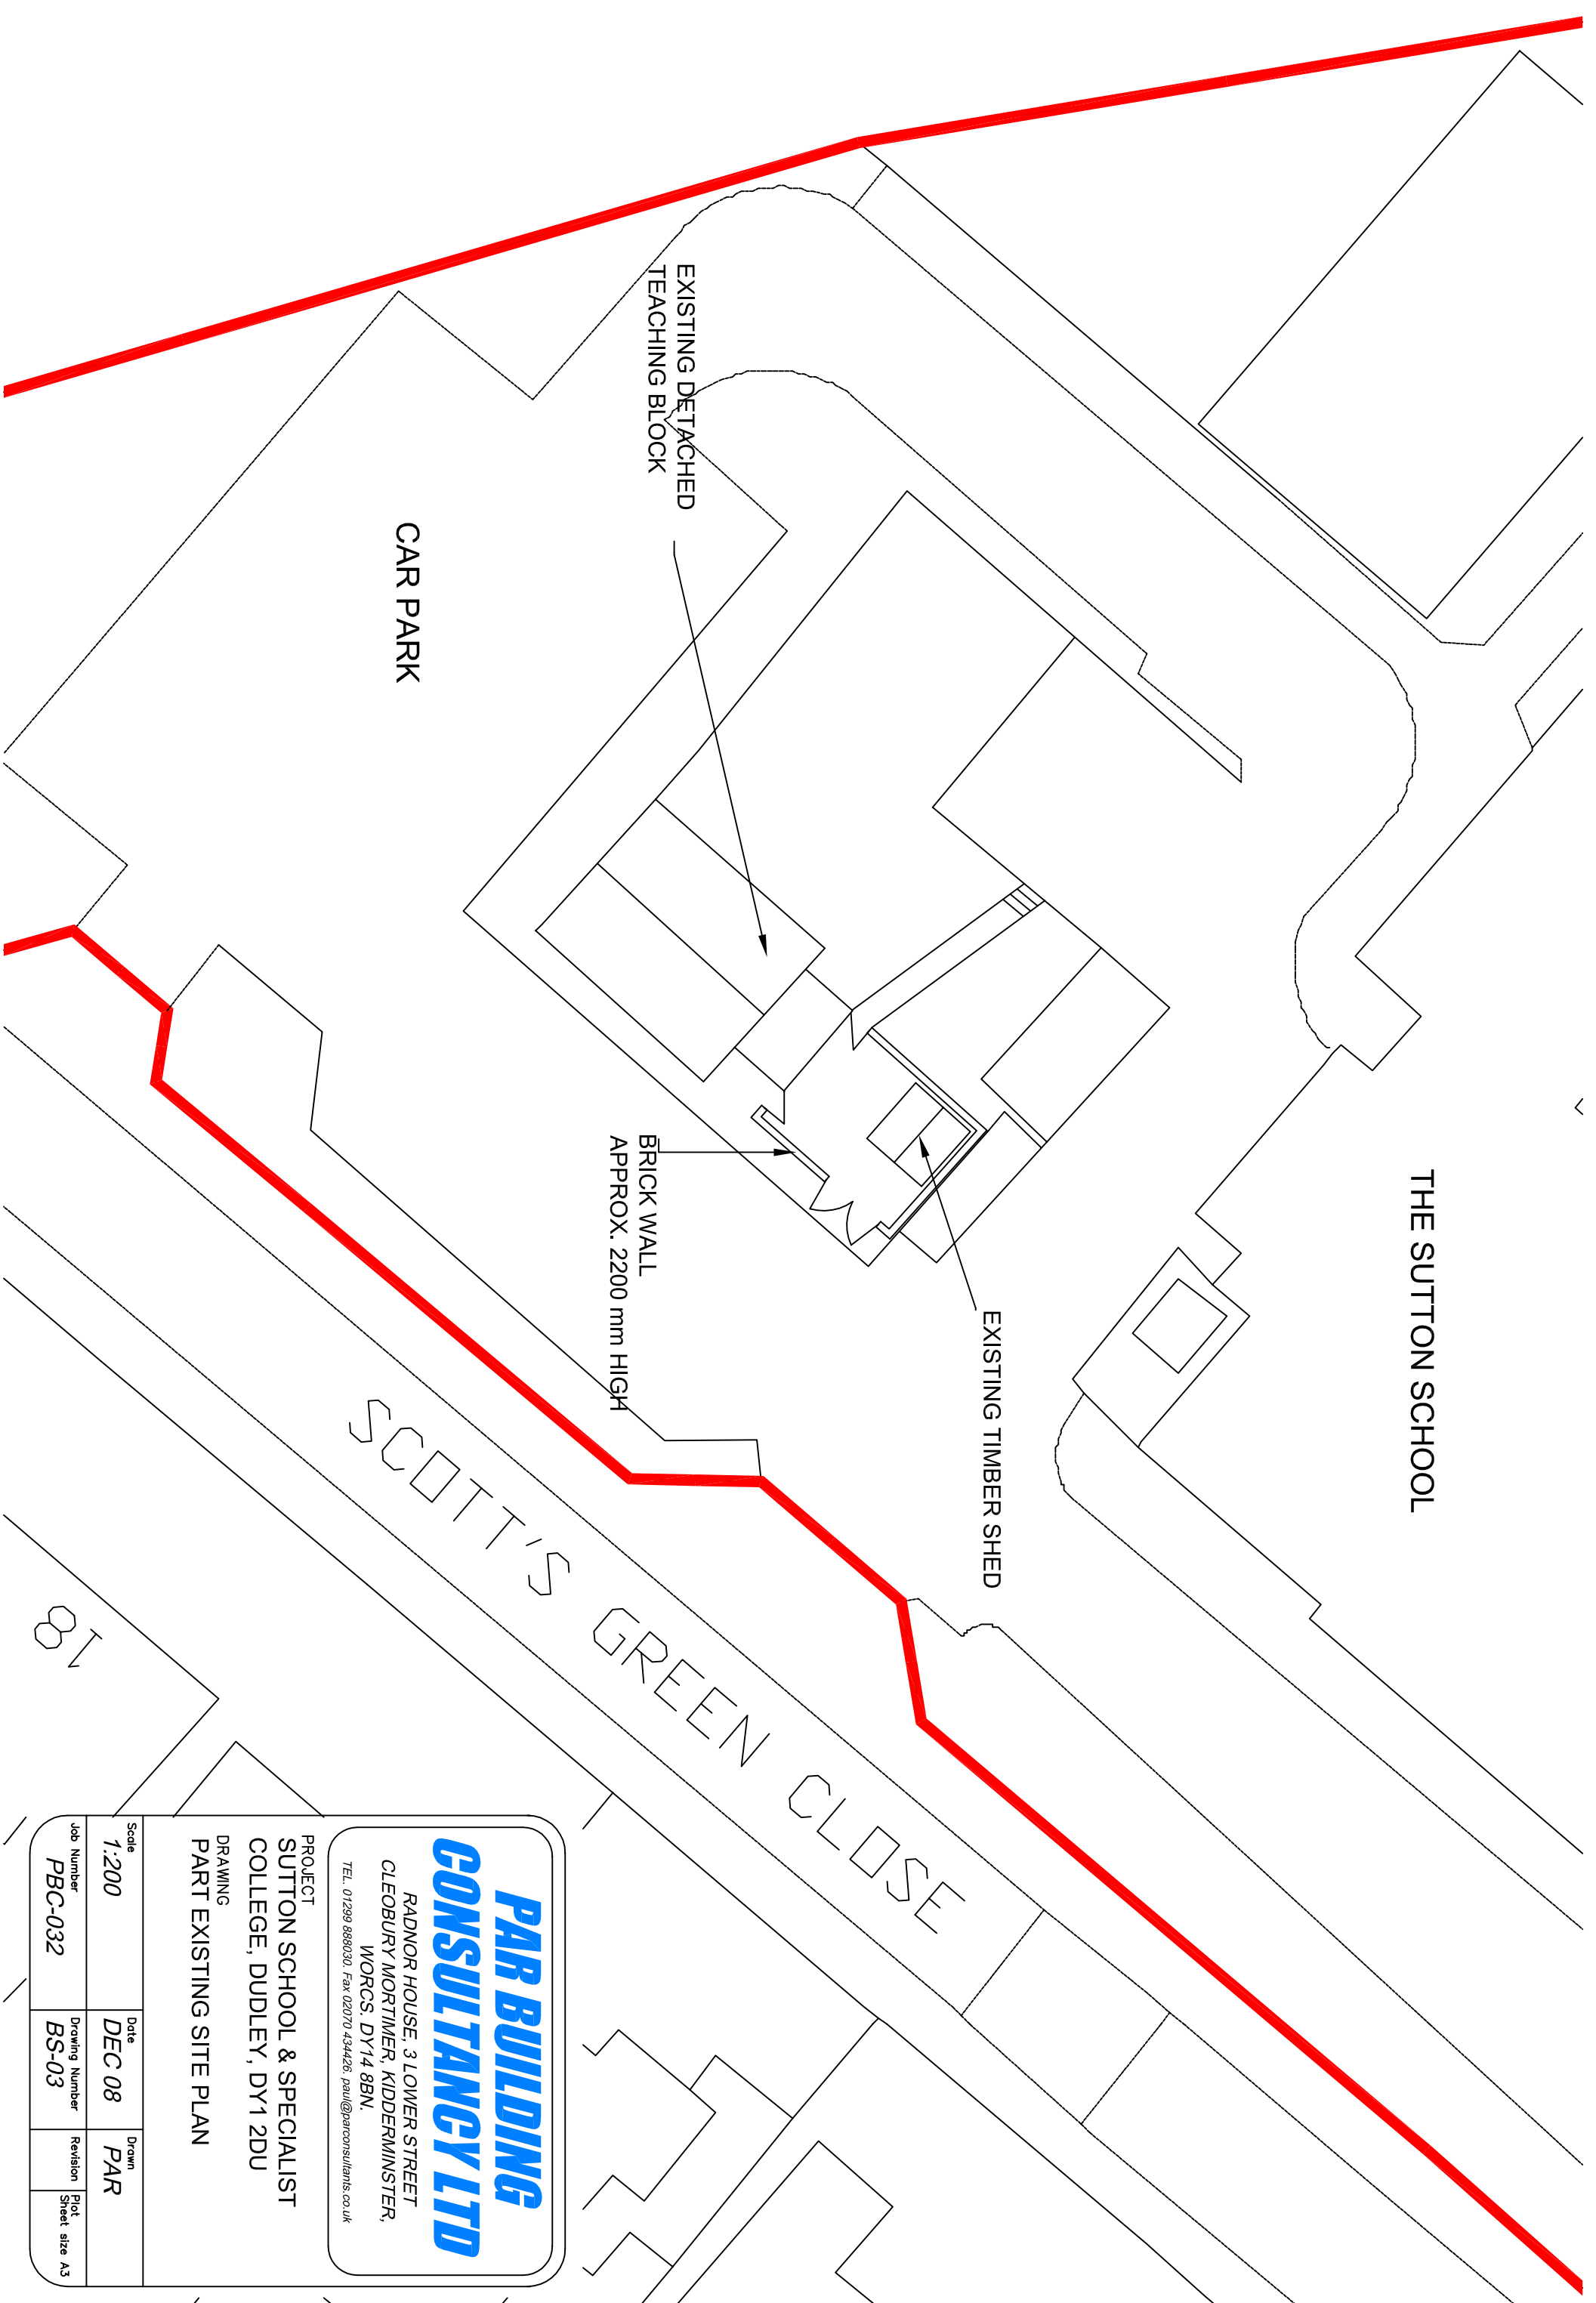 THE SUTTON SCHOOL
EXISTING DETACHED
TEACHING BLOCK
EXISTING TIMBER SHED
BRICK WALL
APPROX. 2200 mm HIGH
CAR PARK
SCOTT'S GREEN CLOSE
18
PAR BUILDING
CONSULTANCY LTD
RADNOR HOUSE, 3 LOWER STREET
CLEOBURY MORTIMER, KIDDERMINSTER,
WORCS. DY14 8BN.
TEL. 01299 888030. Fax 02070 434426. paul@parconsultants.co.uk
PROJECT
SUTTON SCHOOL & SPECIALIST
COLLEGE, DUDLEY, DY1 2DU
DRAWING
PART EXISTING SITE PLAN
Scale
1:200
Date
DEC 08
Drawn
PAR
Job Number
PBC-032
Drawing Number
BS-03
Revision
Plot
Sheet size A3